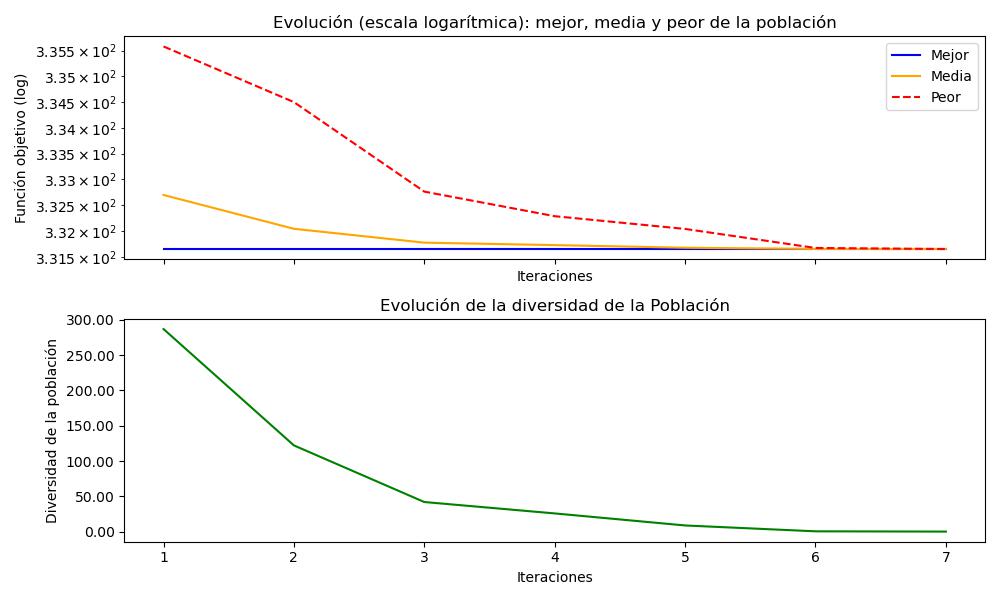 Evolución (escala logarítmica): mejor, media y peor de la población
Función objetivo (log)
3.355 × 10²
3.35 × 10²
3.345 × 10²
3.34 × 10²
3.335 × 10²
3.33 × 10²
3.325 × 10²
3.32 × 10²
3.315 × 10²
Mejor
Media
Peor
Iteraciones
Evolución de la diversidad de la Población
Diversidad de la población
300.00
250.00
200.00
150.00
100.00
50.00
0.00
1 2 3 4 5 6 7
Iteraciones